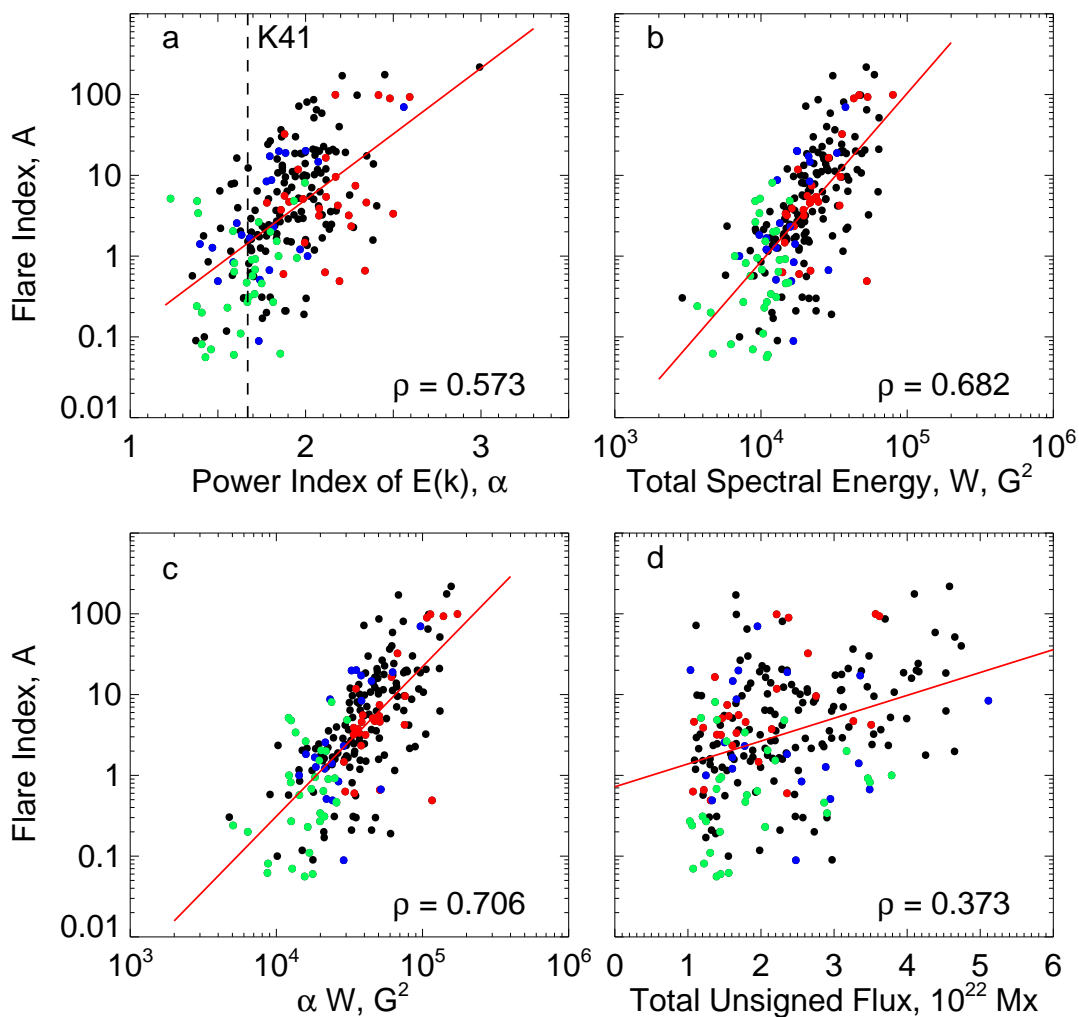 a
K41
100
10
1
0.1
0.01
Flare Index, A
ρ = 0.573
1
2
3
Power Index of E(k), α
b
ρ = 0.682
10³
10⁴
10⁵
10⁶
Total Spectral Energy, W, G²
c
100
10
1
0.1
0.01
Flare Index, A
ρ = 0.706
10³
10⁴
10⁵
10⁶
α W, G²
d
ρ = 0.373
0
1
2
3
4
5
6
Total Unsigned Flux, 10²² Mx